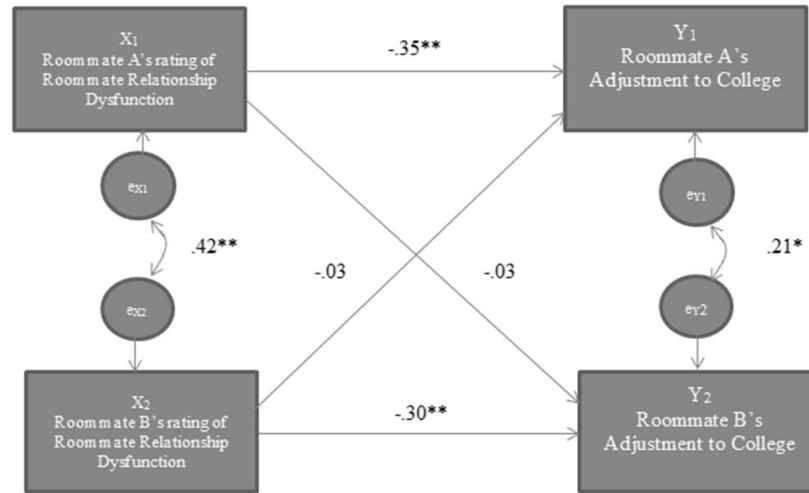 X₁
Roommate A's rating of
Roommate Relationship
Dysfunction
-.35**
Y₁
Roommate A's
Adjustment to College
eX1
eY1
.42**
-.03
-.03
.21*
eX2
eY2
X₂
Roommate B's rating of
Roommate Relationship
Dysfunction
-.30**
Y₂
Roommate B's
Adjustment to College